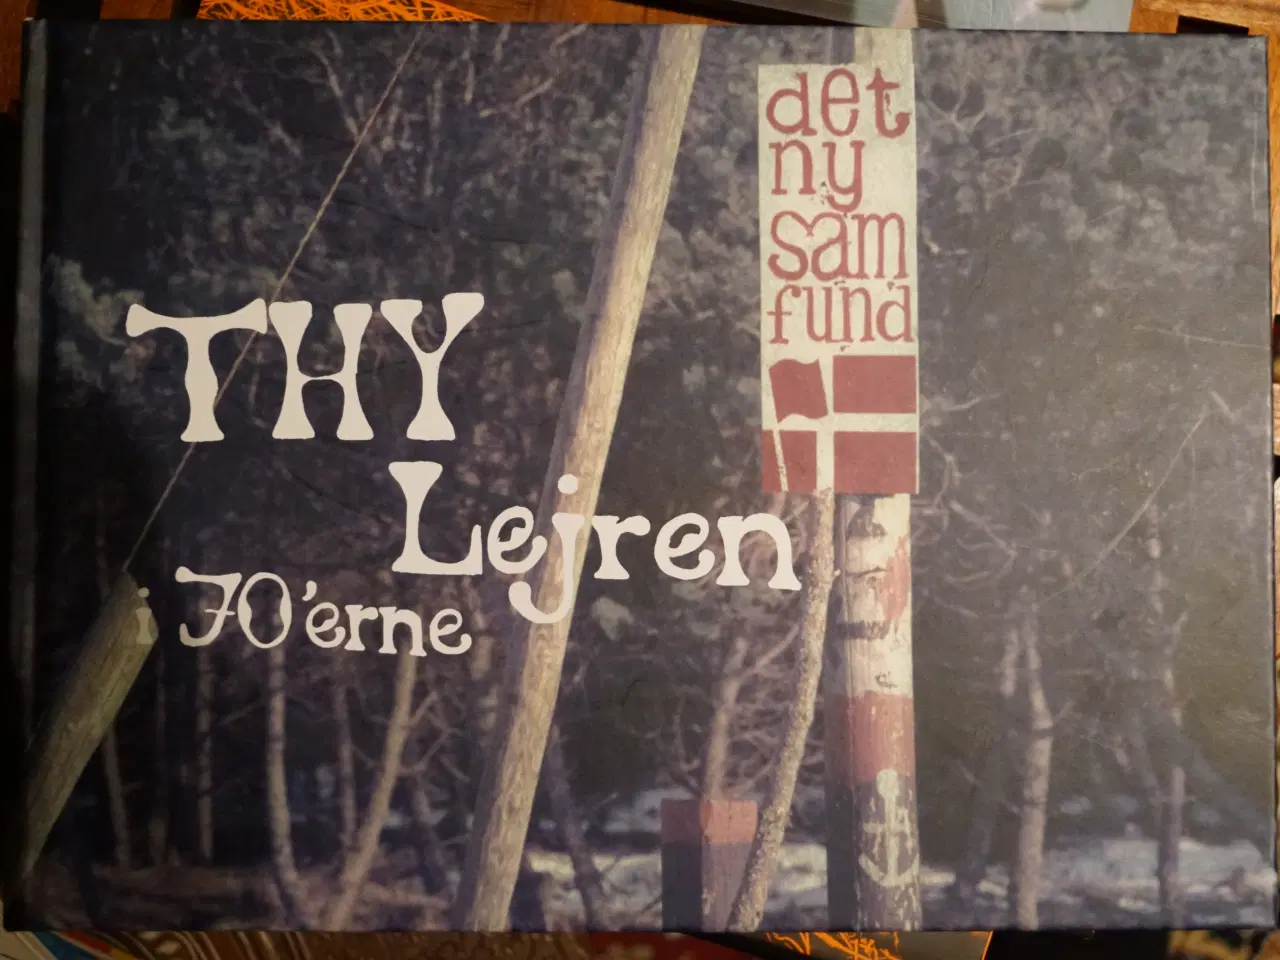 det
ny
sam
fund
THY
Lejren
i 70'erne